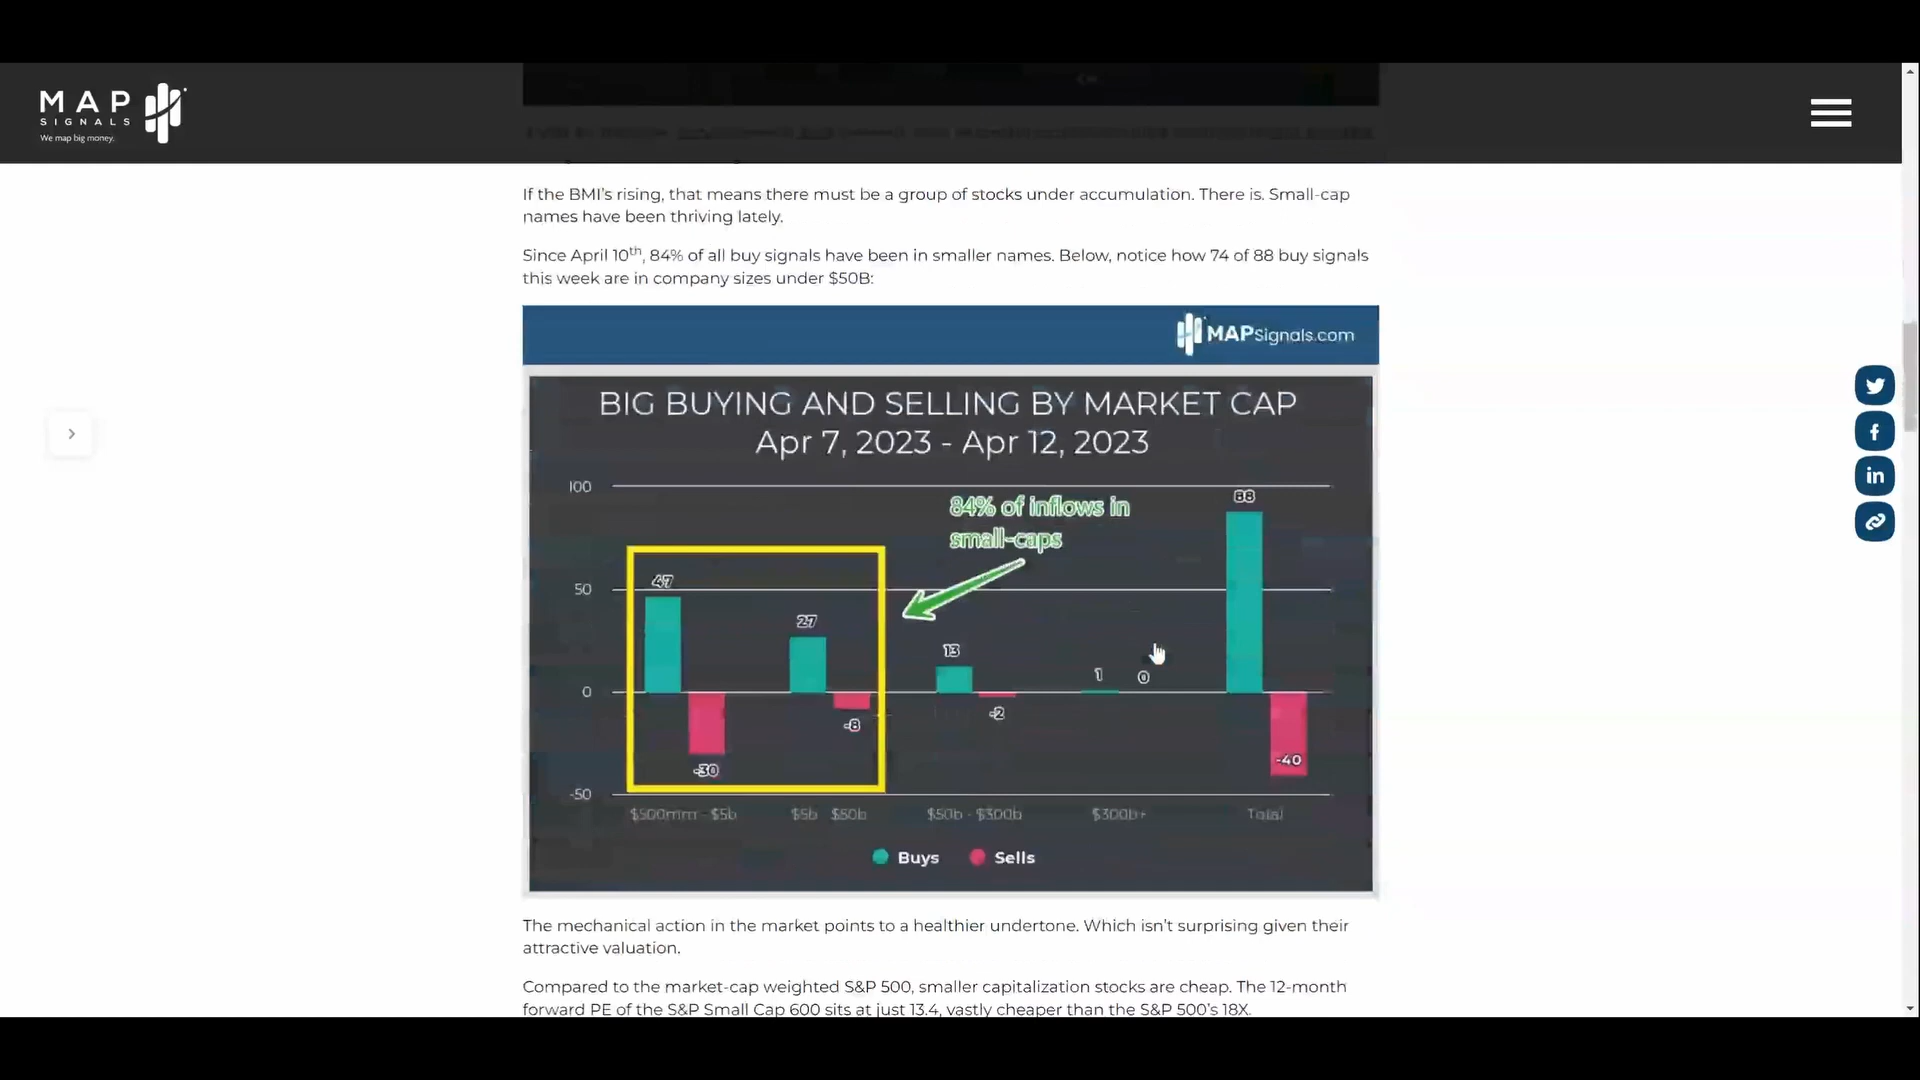 MAP
SIGNALS
We map big money.
If the BMI's rising, that means there must be a group of stocks under accumulation. There is. Small-cap
names have been thriving lately.
Since April 10th, 84% of all buy signals have been in smaller names. Below, notice how 74 of 88 buy signals
this week are in company sizes under $50B:
MAPSignals.com
BIG BUYING AND SELLING BY MARKET CAP
Apr 7, 2023 - Apr 12, 2023
100
84% of inflows in
small-caps
88
50
47
27
13
1
0
0
-8
-2
-30
-40
-50
$500mm - $5b
$5b $50b
$50b - $300b
$300b+
Total
Buys
Sells
The mechanical action in the market points to a healthier undertone. Which isn't surprising given their
attractive valuation.
Compared to the market-cap weighted S&P 500, smaller capitalization stocks are cheap. The 12-month
forward PE of the S&P Small Cap 600 sits at just 13.4, vastly cheaper than the S&P 500's 18X.